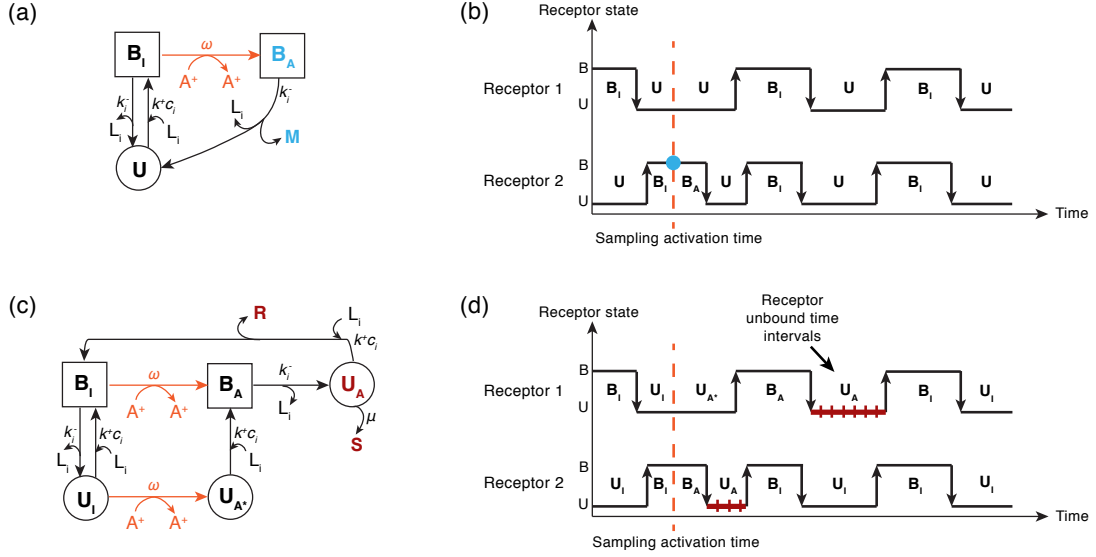 (a)
B_I
ω
B_A
A⁺ A⁺
k_i⁻
k_i⁻ k⁺c_i
L_i L_i
L_i
M
U
(b)
Receptor state
B
Receptor 1
B_I U U B_I U B_I U
U
B
Receptor 2
U B_I B_A U B_I U B_I U
U
Time
Sampling activation time
(c)
R
L_i
k⁺c_i
B_I
ω
B_A
k_i⁻
U_A
A⁺ A⁺
L_i
μ
S
k_i⁻ k⁺c_i
k⁺c_i
L_i L_i
L_i
U_I
ω
U_A*
A⁺ A⁺
(d)
Receptor
unbound time
intervals
Receptor state
B
Receptor 1
B_I U_I U_A* B_A U_A B_I U_I
U
B
Receptor 2
U_I B_I B_A U_A B_I U_I B_I U_I
U
Time
Sampling activation time